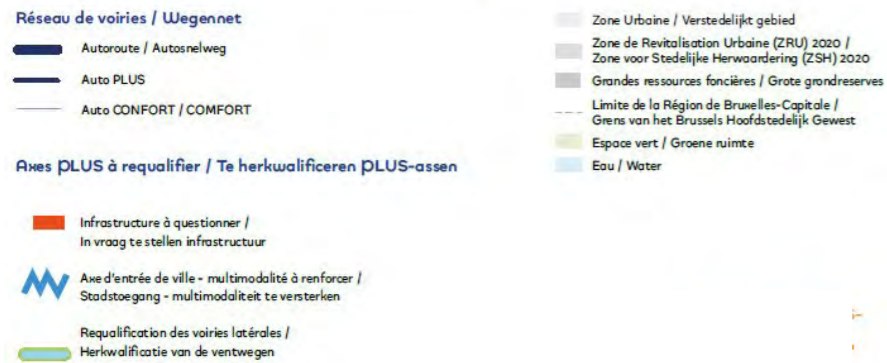 Réseau de voiries / Wegennet
Autoroute / Autosnelweg
Auto PLUS
Auto CONFORT / COMFORT
Axes PLUS à requalifier / Te herkwalificeren PLUS-assen
Infrastructure à questionner /
In vraag te stellen infrastructuur
Axe d'entrée de ville - multimodalité à renforcer /
Stadstoegang - multimodaliteit te versterken
Requalification des voiries latérales /
Herkwalificatie van de ventwegen
Zone Urbaine / Verstedelijkt gebied
Zone de Revitalisation Urbaine (ZRU) 2020 /
Zone voor Stedelijke Herwaardering (ZSH) 2020
Grandes ressources foncières / Grote grondreserves
Limite de la Région de Bruxelles-Capitale /
Grens van het Brussels Hoofdstedelijk Gewest
Espace vert / Groene ruimte
Eau / Water